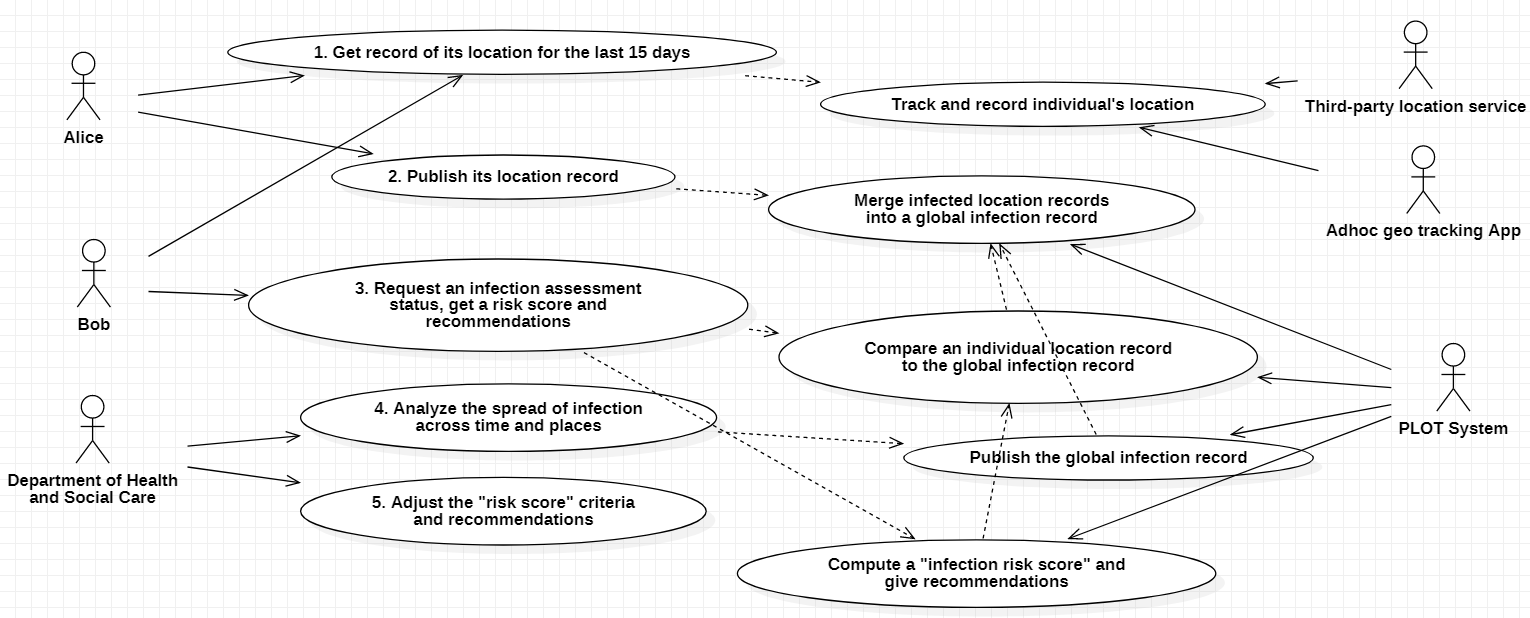 1. Get record of its location for the last 15 days
Alice
Track and record individual's location
Third-party location service
2. Publish its location record
Merge infected location records
into a global infection record
Adhoc geo tracking App
Bob
3. Request an infection assessment
status, get a risk score and
recommendations
Compare an individual location record
to the global infection record
PLOT System
4. Analyze the spread of infection
across time and places
Publish the global infection record
Department of Health
and Social Care
5. Adjust the "risk score" criteria
and recommendations
Compute a "infection risk score" and
give recommendations